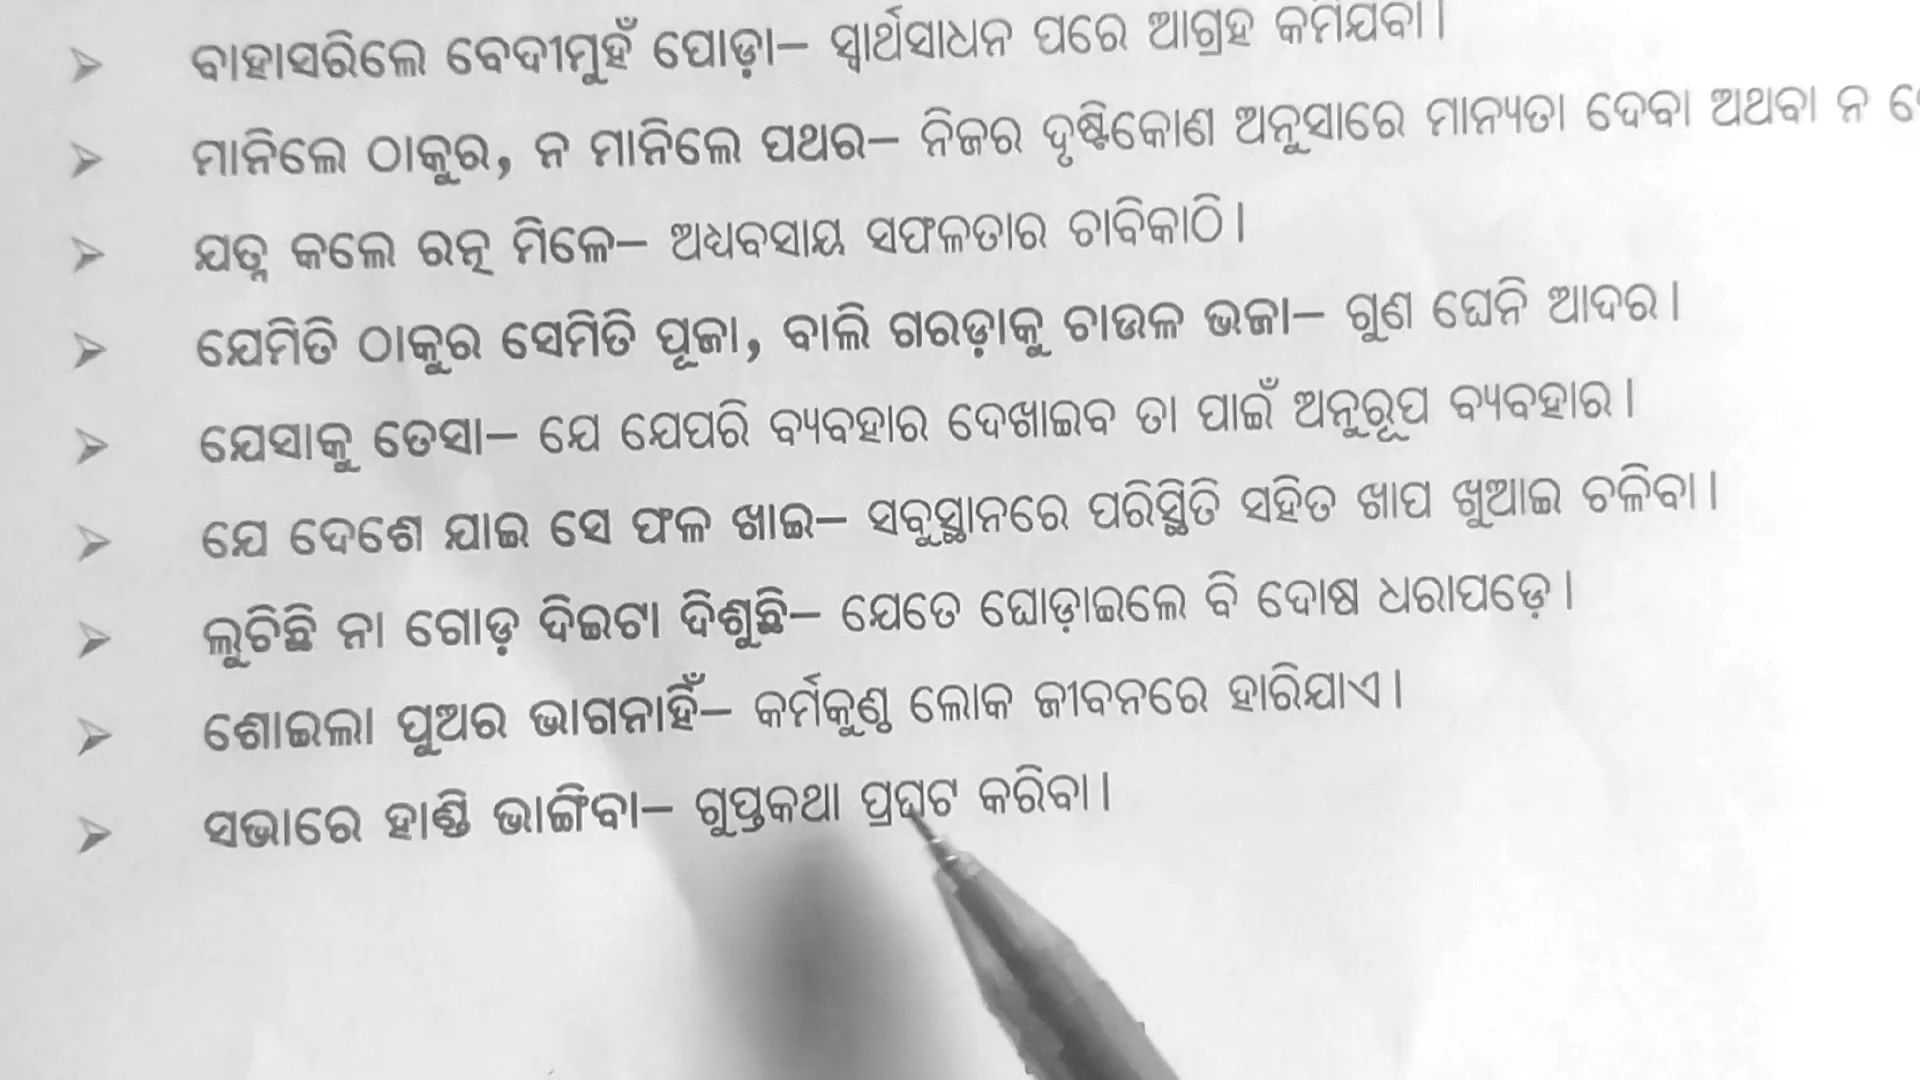 ➢ ବାହାସରିଲେ ବେଦୀମୁହଁ ପୋଡ଼ା– ସ୍ୱାର୍ଥସାଧନ ପରେ ଆଗ୍ରହ କମିଯିବା।
➢ ମାନିଲେ ଠାକୁର, ନ ମାନିଲେ ପଥର– ନିଜର ଦୃଷ୍ଟିକୋଣ ଅନୁସାରେ ମାନ୍ୟତା ଦେବା ଅଥବା ନ
➢ ଯତ୍ନ କଲେ ରତ୍ନ ମିଳେ– ଅଧ୍ୟବସାୟ ସଫଳତାର ଚାବିକାଠି।
➢ ଯେମିତି ଠାକୁର ସେମିତି ପୂଜା, ବାଲି ଗରଡ଼ାକୁ ଚାଉଳ ଭଜା– ଗୁଣ ଘେନି ଆଦର।
➢ ଯେସାକୁ ତେସା– ଯେ ଯେପରି ବ୍ୟବହାର ଦେଖାଇବ ତା ପାଇଁ ଅନୁରୂପ ବ୍ୟବହାର।
➢ ଯେ ଦେଶେ ଯାଇ ସେ ଫଳ ଖାଇ– ସବୁସ୍ଥାନରେ ପରିସ୍ଥିତି ସହିତ ଖାପ ଖୁଆଇ ଚଳିବା।
➢ ଲୁଚିଛି ନା ଗୋଡ଼ ଦିଇଟା ଦିଶୁଛି– ଯେତେ ଘୋଡ଼ାଇଲେ ବି ଦୋଷ ଧରାପଡ଼େ।
➢ ଶୋଇଲା ପୁଅର ଭାଗନାହିଁ– କର୍ମକୁଣ୍ଠ ଲୋକ ଜୀବନରେ ହାରିଯାଏ।
➢ ସଭାରେ ହାଣ୍ଡି ଭାଙ୍ଗିବା– ଗୁପ୍ତକଥା ପ୍ରଘଟ କରିବା।